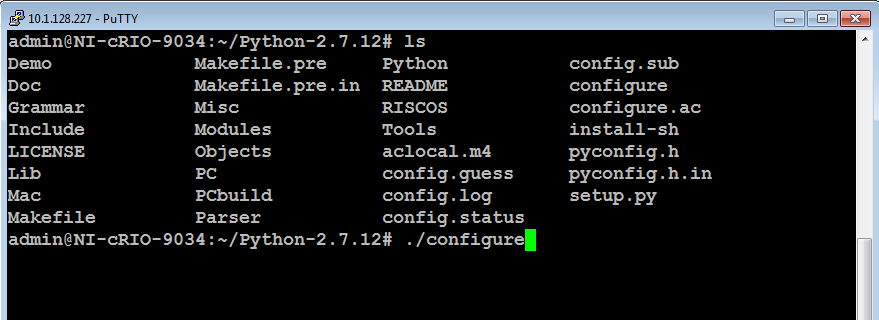 10.1.128.227 - PuTTY
admin@NI-cRIO-9034:~/Python-2.7.12# ls
Demo Makefile.pre Python config.sub
Doc Makefile.pre.in README configure
Grammar Misc RISCOS configure.ac
Include Modules Tools install-sh
LICENSE Objects aclocal.m4 pyconfig.h
Lib PC config.guess pyconfig.h.in
Mac PCbuild config.log setup.py
Makefile Parser config.status
admin@NI-cRIO-9034:~/Python-2.7.12# ./configure